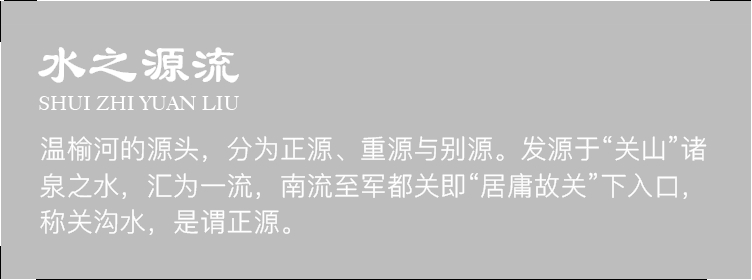 水之源流
SHUI ZHI YUAN LIU
温榆河的源头，分为正源、重源与别源。发源于“关山”诸
泉之水，汇为一流，南流至军都关即“居庸故关”下入口，
称关沟水，是谓正源。